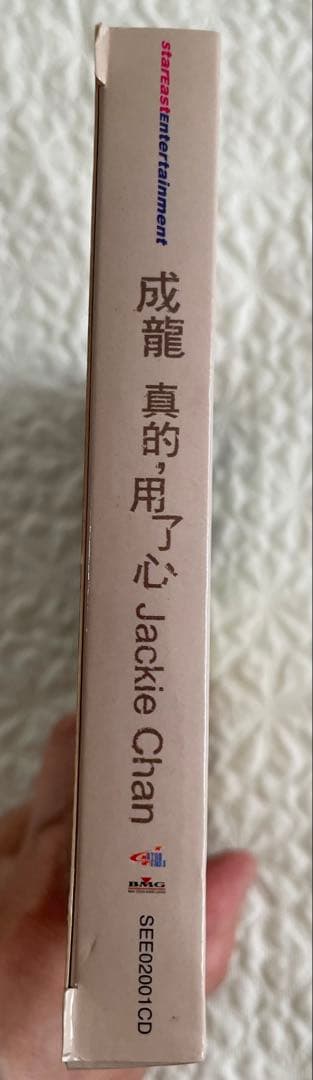 starEastEntertainment
成龍 真的,用了心 Jackie Chan
BMG
SEE02001CD